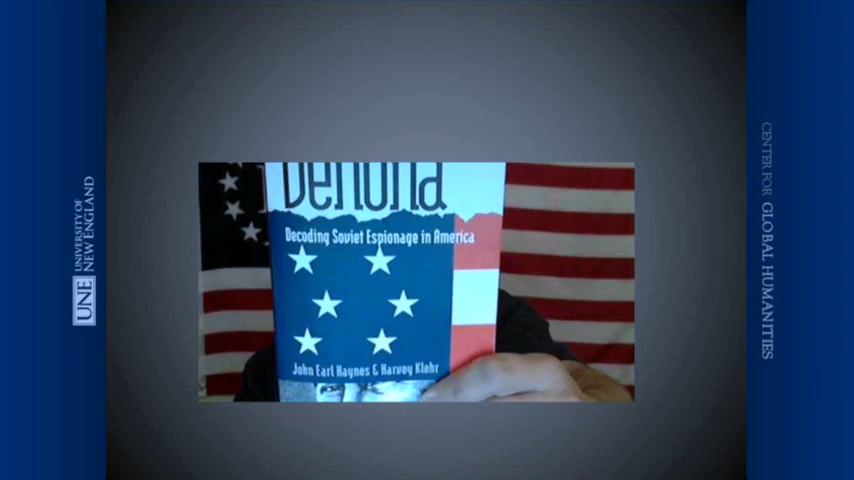 UNE
UNIVERSITY OF
NEW ENGLAND
Venona
Decoding Soviet Espionage in America
John Earl Haynes & Harvey Klehr
CENTER FOR GLOBAL HUMANITIES